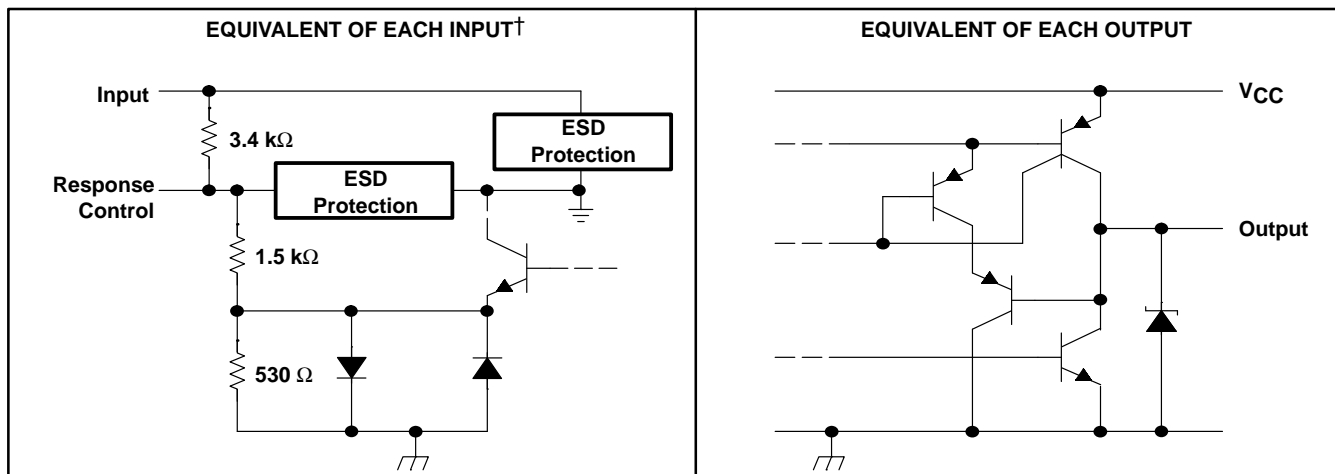 EQUIVALENT OF EACH INPUT†
Input
3.4 kΩ
ESD
Protection
Response
Control
ESD
Protection
1.5 kΩ
530 Ω
EQUIVALENT OF EACH OUTPUT
VCC
Output